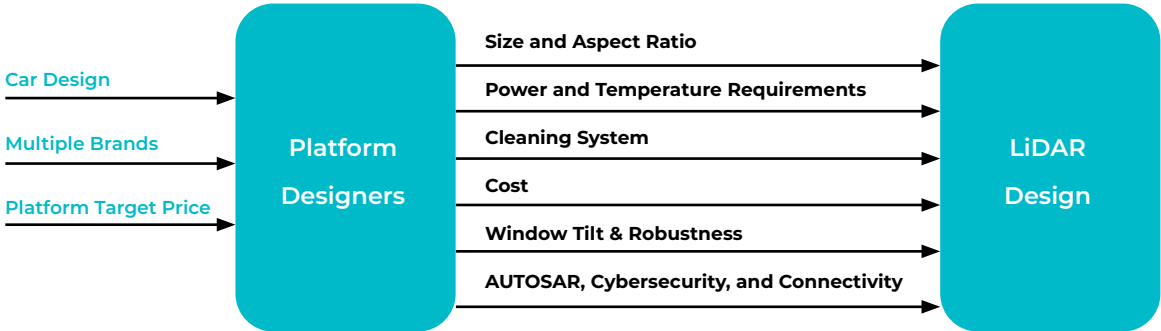 Car Design
Multiple Brands
Platform Target Price
Platform
Designers
Size and Aspect Ratio
Power and Temperature Requirements
Cleaning System
Cost
Window Tilt & Robustness
AUTOSAR, Cybersecurity, and Connectivity
LiDAR
Design